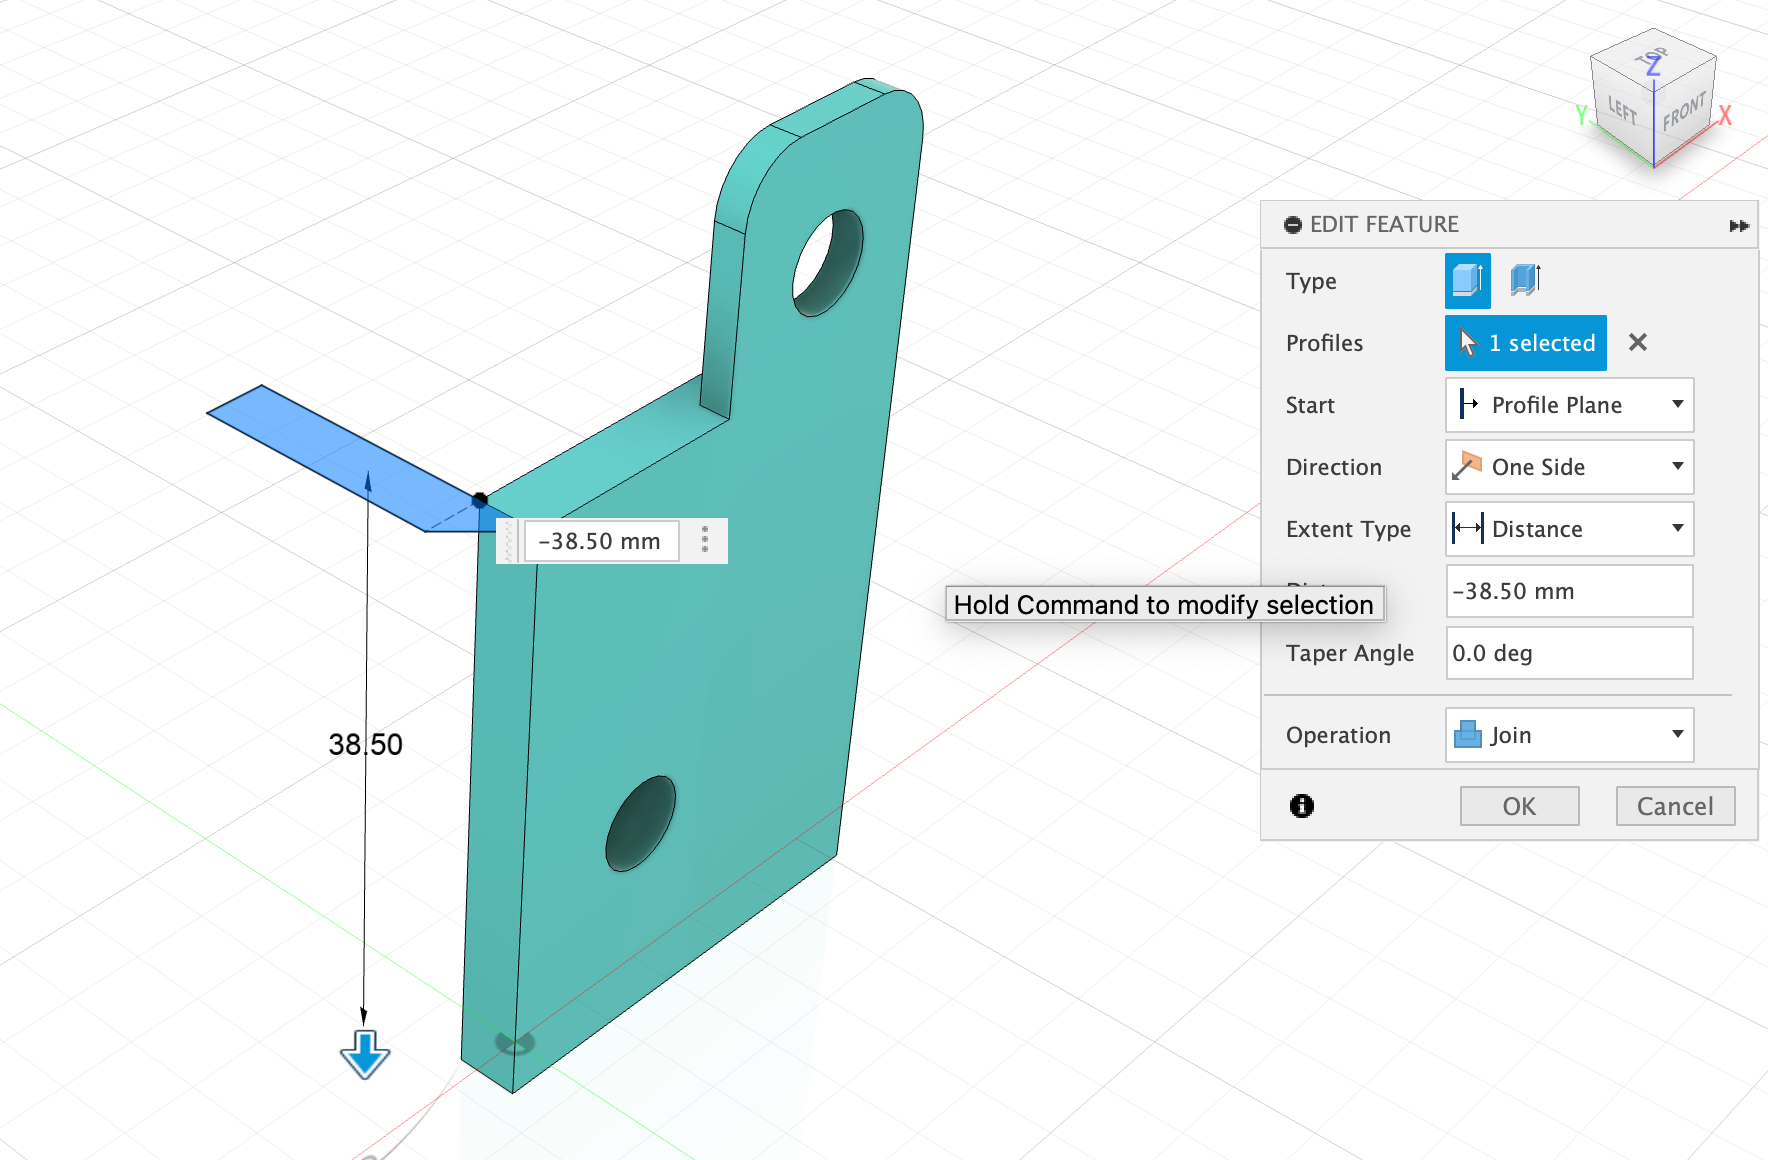 TOP
Z
LEFT
FRONT
Y
X
EDIT FEATURE
Type
Profiles
1 selected
Start
Profile Plane
Direction
One Side
Extent Type
Distance
-38.50 mm
-38.50 mm
Hold Command to modify selection
Taper Angle
0.0 deg
38.50
Operation
Join
OK
Cancel